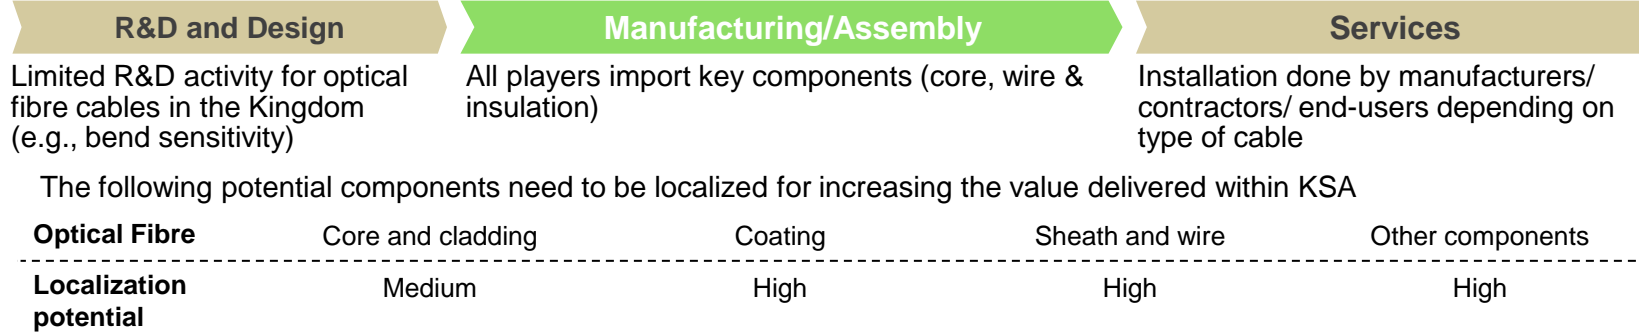 R&D and Design
Manufacturing/Assembly
Services
Limited R&D activity for optical
fibre cables in the Kingdom
(e.g., bend sensitivity)
All players import key components (core, wire &
insulation)
Installation done by manufacturers/
contractors/ end-users depending on
type of cable
The following potential components need to be localized for increasing the value delivered within KSA
Optical Fibre Core and cladding Coating Sheath and wire Other components
Localization
potential
Medium High High High